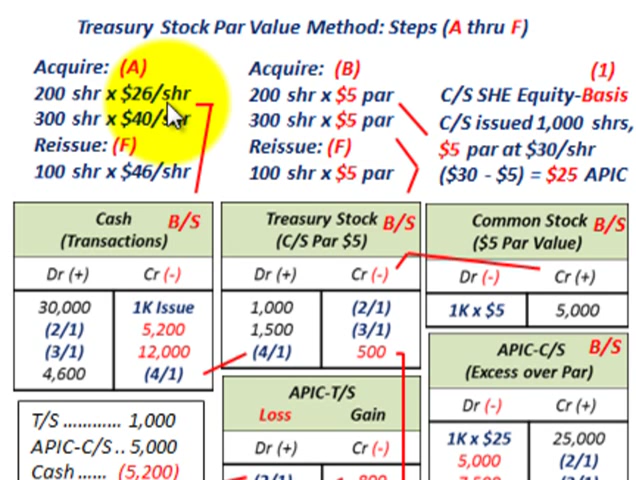 Treasury Stock Par Value Method: Steps (A thru F)
Acquire: (A)
200 shr x $26/shr
300 shr x $40/shr
Reissue: (F)
100 shr x $46/shr
Acquire: (B)
200 shr x $5 par
300 shr x $5 par
Reissue: (F)
100 shr x $5 par
(1)
C/S SHE Equity-Basis
C/S issued 1,000 shrs,
$5 par at $30/shr
($30 - $5) = $25 APIC
Cash B/S
(Transactions)
Dr (+) Cr (-)
30,000 1K Issue
(2/1) 5,200
(3/1) 12,000
4,600 (4/1)
Treasury Stock B/S
(C/S Par $5)
Dr (+) Cr (-)
1,000 (2/1)
1,500 (3/1)
(4/1) 500
Common Stock B/S
($5 Par Value)
Dr (-) Cr (+)
1K x $5 5,000
APIC-C/S B/S
(Excess over Par)
Dr (-) Cr (+)
1K x $25 25,000
5,000 (2/1)
APIC-T/S
Loss Gain
Dr (+) Cr (-)
T/S ............ 1,000
APIC-C/S .. 5,000
Cash ...... (5,200)